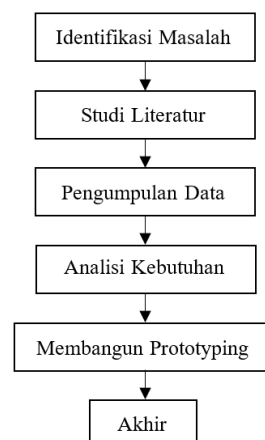 Identifikasi Masalah
Studi Literatur
Pengumpulan Data
Analisi Kebutuhan
Membangun Prototyping
Akhir